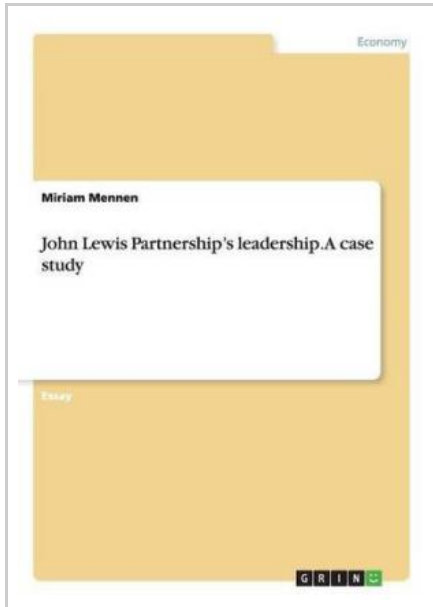 Economy
Miriam Mennen
John Lewis Partnership's leadership.A case
study
Essay
GRIN